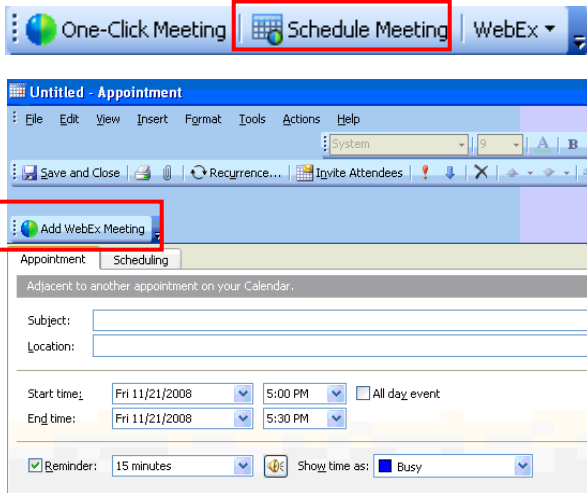 One-Click Meeting Schedule Meeting WebEx
Untitled - Appointment
File Edit View Insert Format Tools Actions Help
System 9 A B
Save and Close Recurrence... Invite Attendees
Add WebEx Meeting
Appointment Scheduling
Adjacent to another appointment on your Calendar.
Subject:
Location:
Start time: Fri 11/21/2008 5:00 PM All day event
End time: Fri 11/21/2008 5:30 PM
Reminder: 15 minutes Show time as: Busy